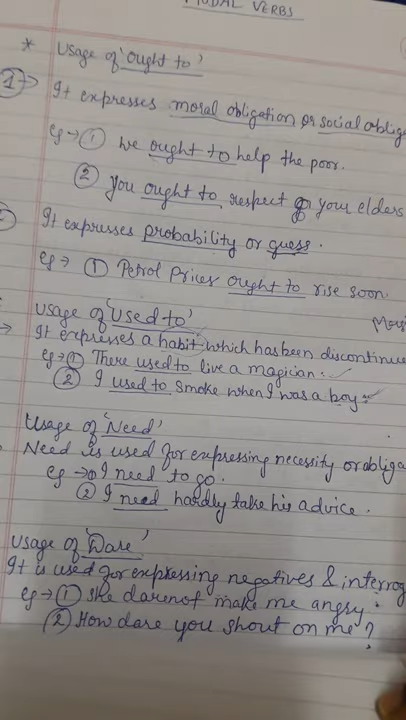 MODAL VERBS
* Usage of 'Ought to'
1→ It expresses moral obligation or social oblig
eg → ① We ought to help the poor.
② You ought to respect your elders
It expresses probability or guess.
eg → ① Petrol Prices ought to rise soon.
Usage of 'Used to'
→ It expresses a habit which has been discontinue
eg → ① There used to live a magician.
② I used to smoke when I was a boy.
Usage of 'Need'
Need is used for expressing necessity or obliga
eg → ① I need to go.
② I need hardly take his advice.
Usage of 'Dare'
It is used for expressing negatives & interrog
eg → ① She darenot make me angry.
② How dare you shout on me?